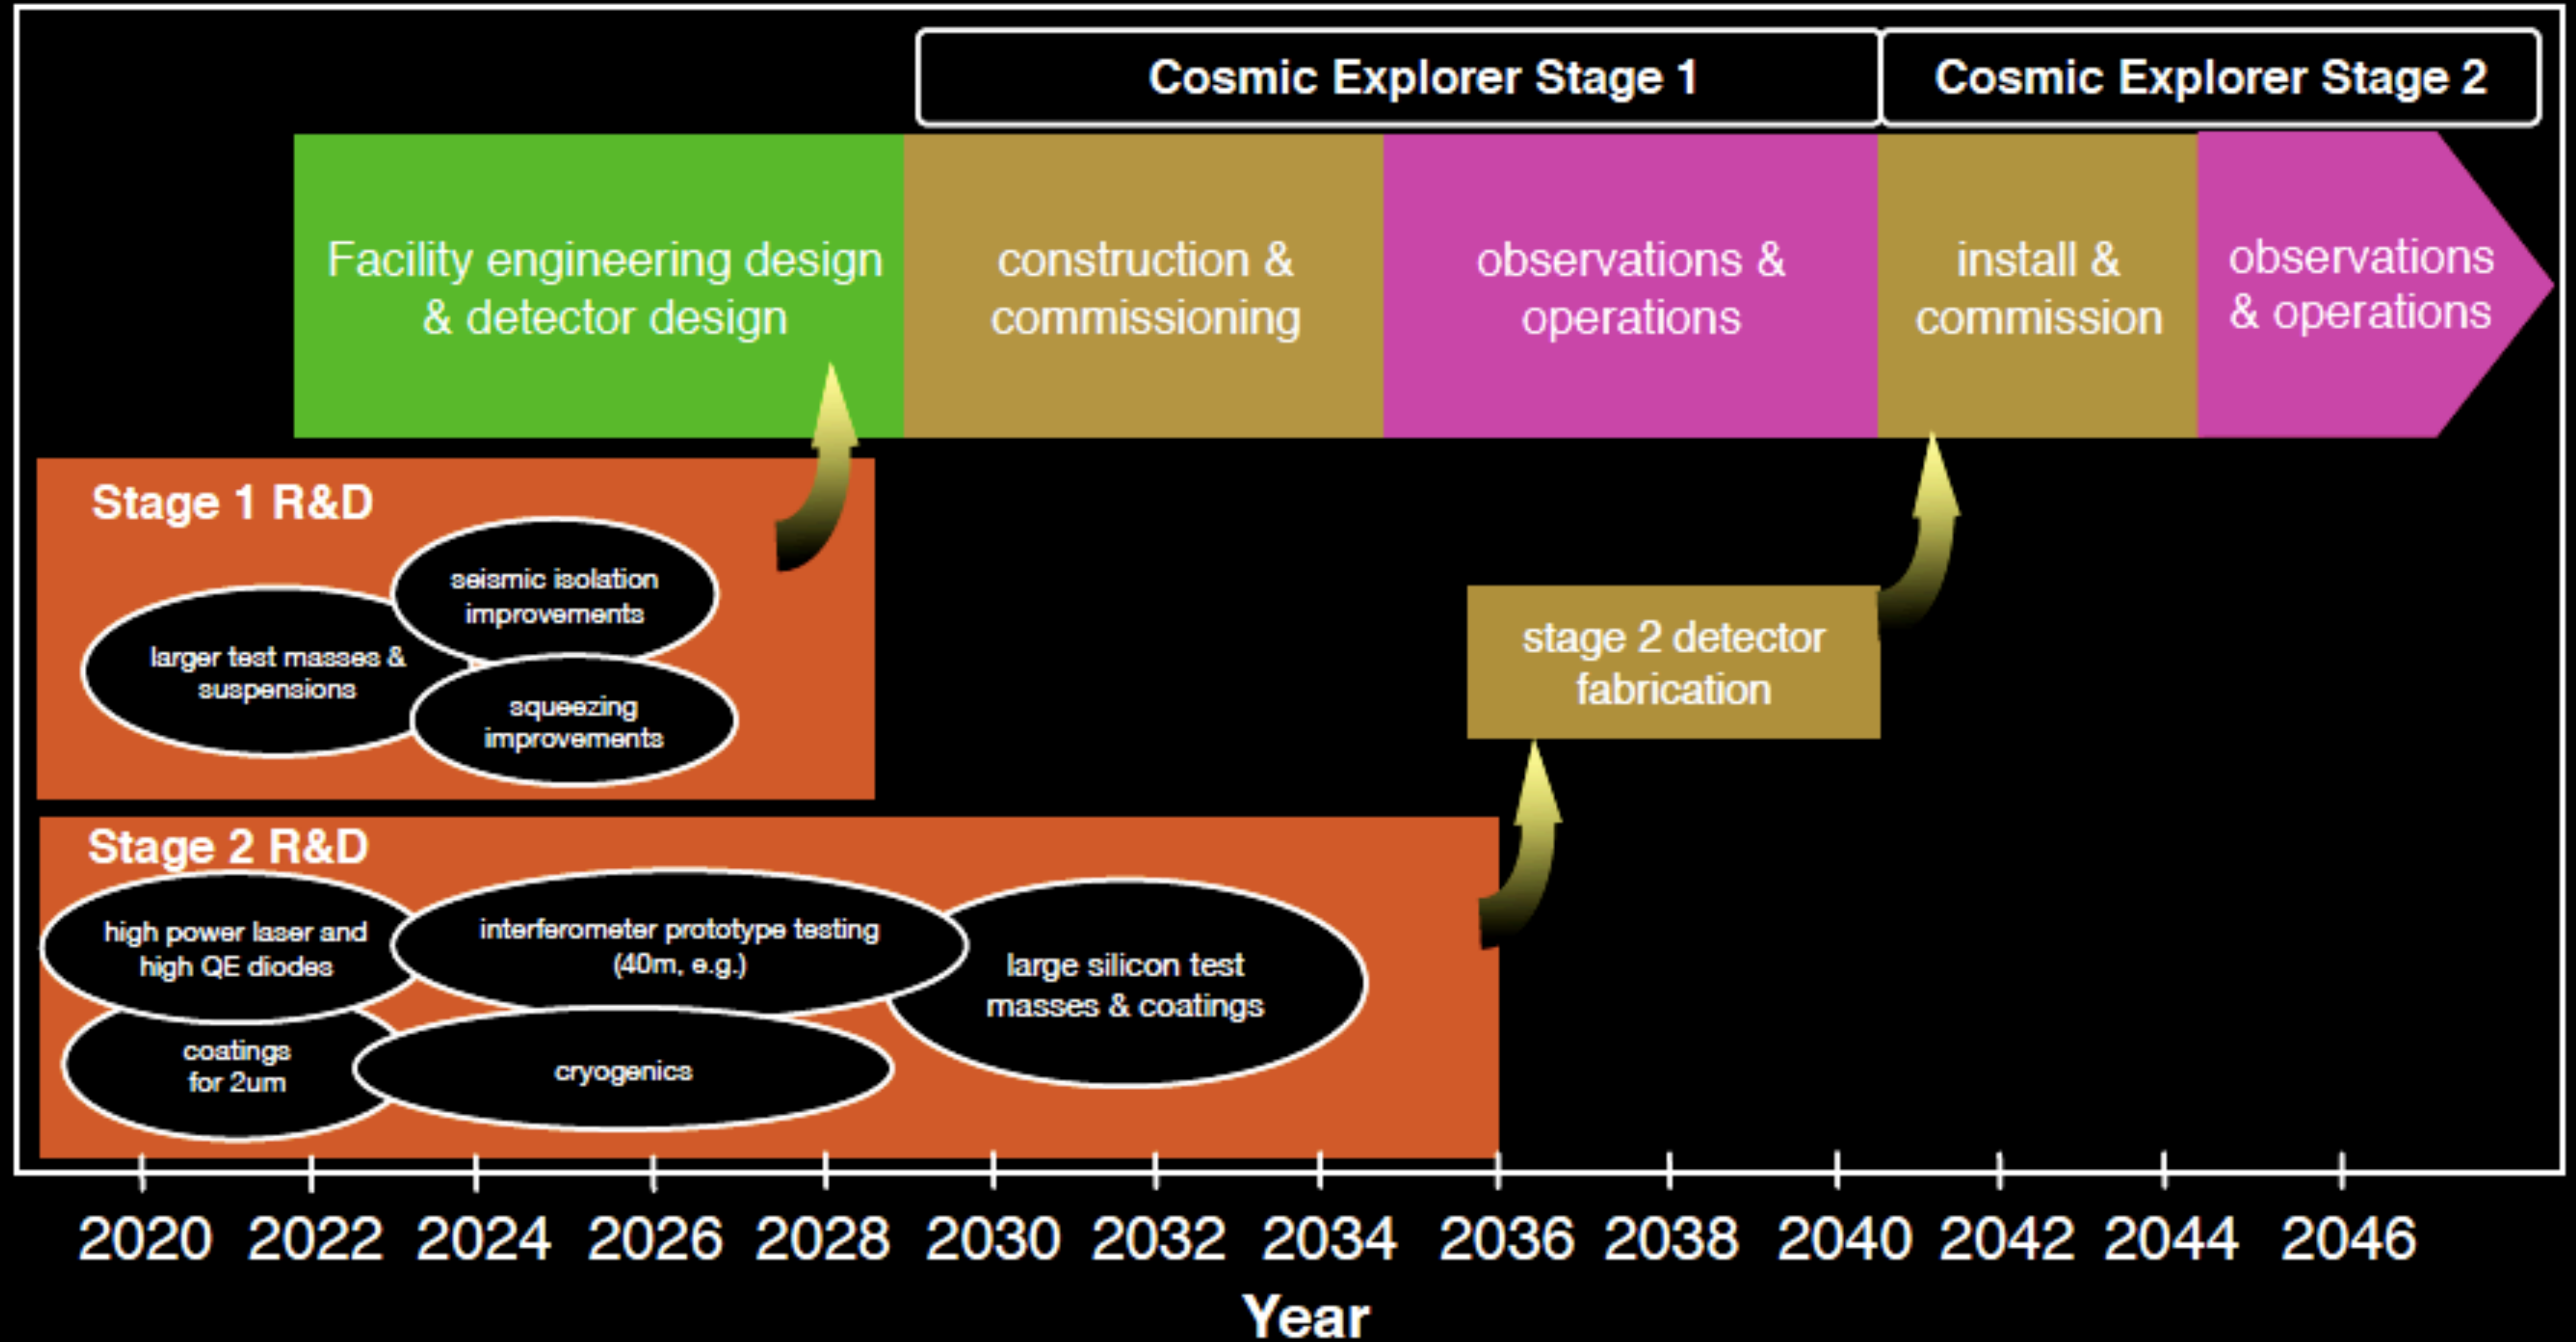 Cosmic Explorer Stage 1
Cosmic Explorer Stage 2
Facility engineering design
& detector design
construction &
commissioning
observations &
operations
install &
commission
observations
& operations
Stage 1 R&D
seismic isolation
improvements
larger test masses &
suspensions
squeezing
improvements
stage 2 detector
fabrication
Stage 2 R&D
high power laser and
high QE diodes
interferometer prototype testing
(40m, e.g.)
large silicon test
masses & coatings
coatings
for 2um
cryogenics
2020 2022 2024 2026 2028 2030 2032 2034 2036 2038 2040 2042 2044 2046
Year